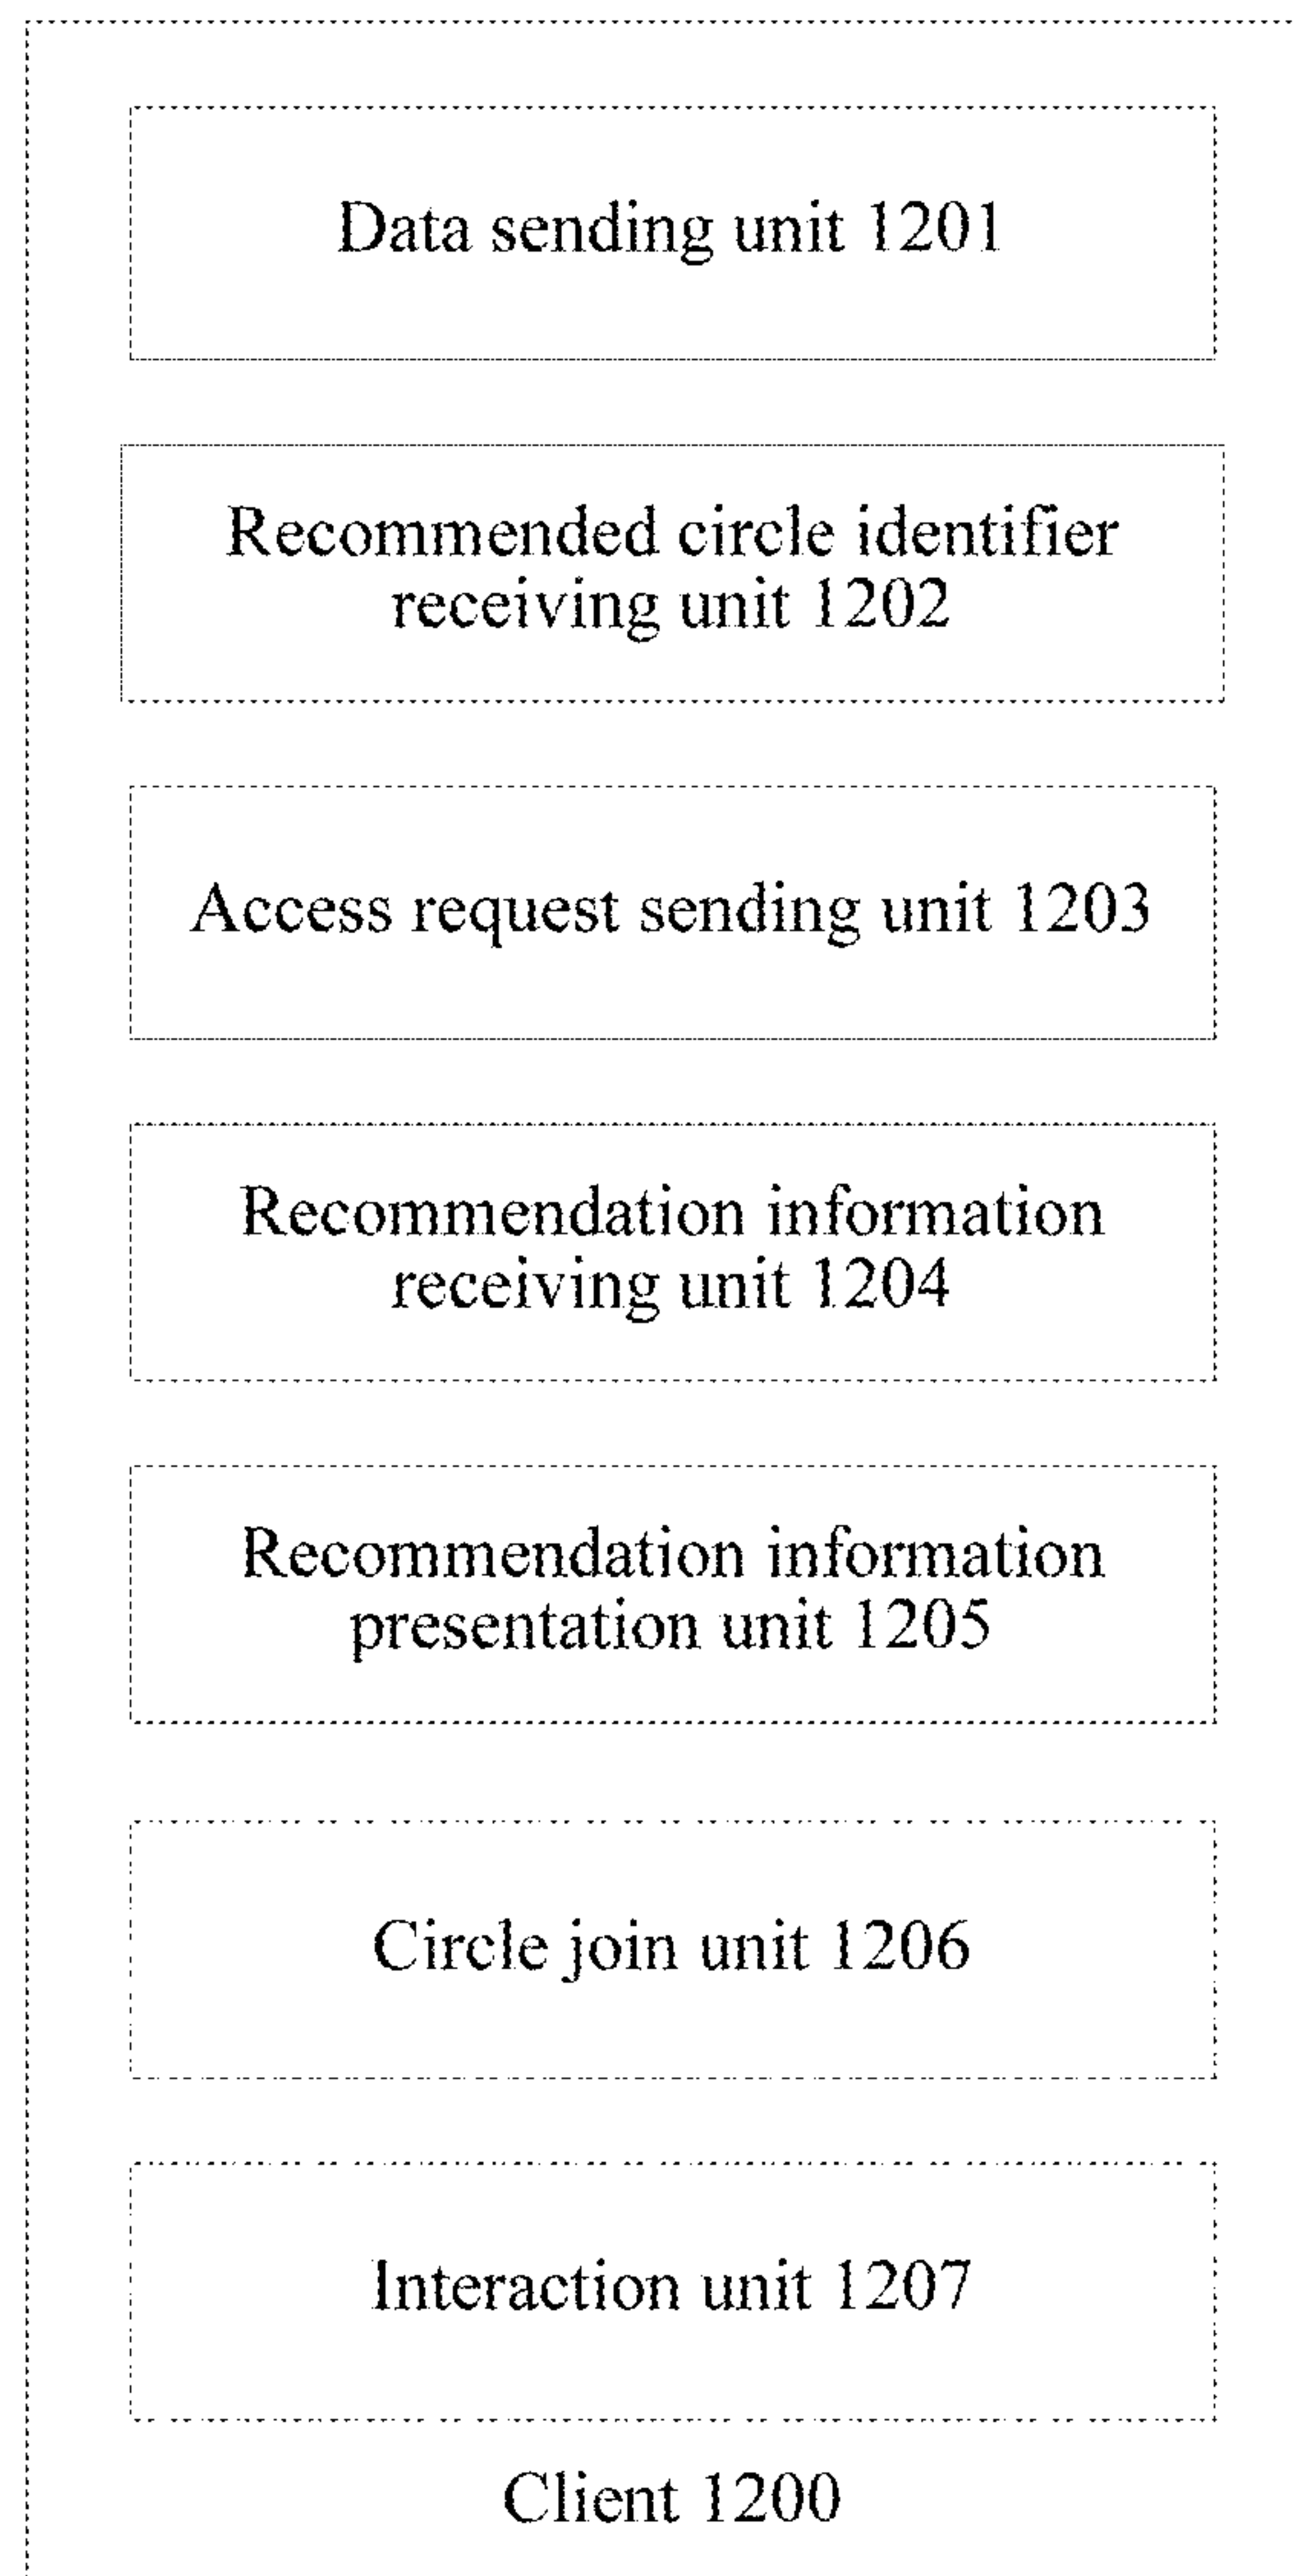 Data sending unit 1201
Recommended circle identifier
receiving unit 1202
Access request sending unit 1203
Recommendation information
receiving unit 1204
Recommendation information
presentation unit 1205
Circle join unit 1206
Interaction unit 1207
Client 1200